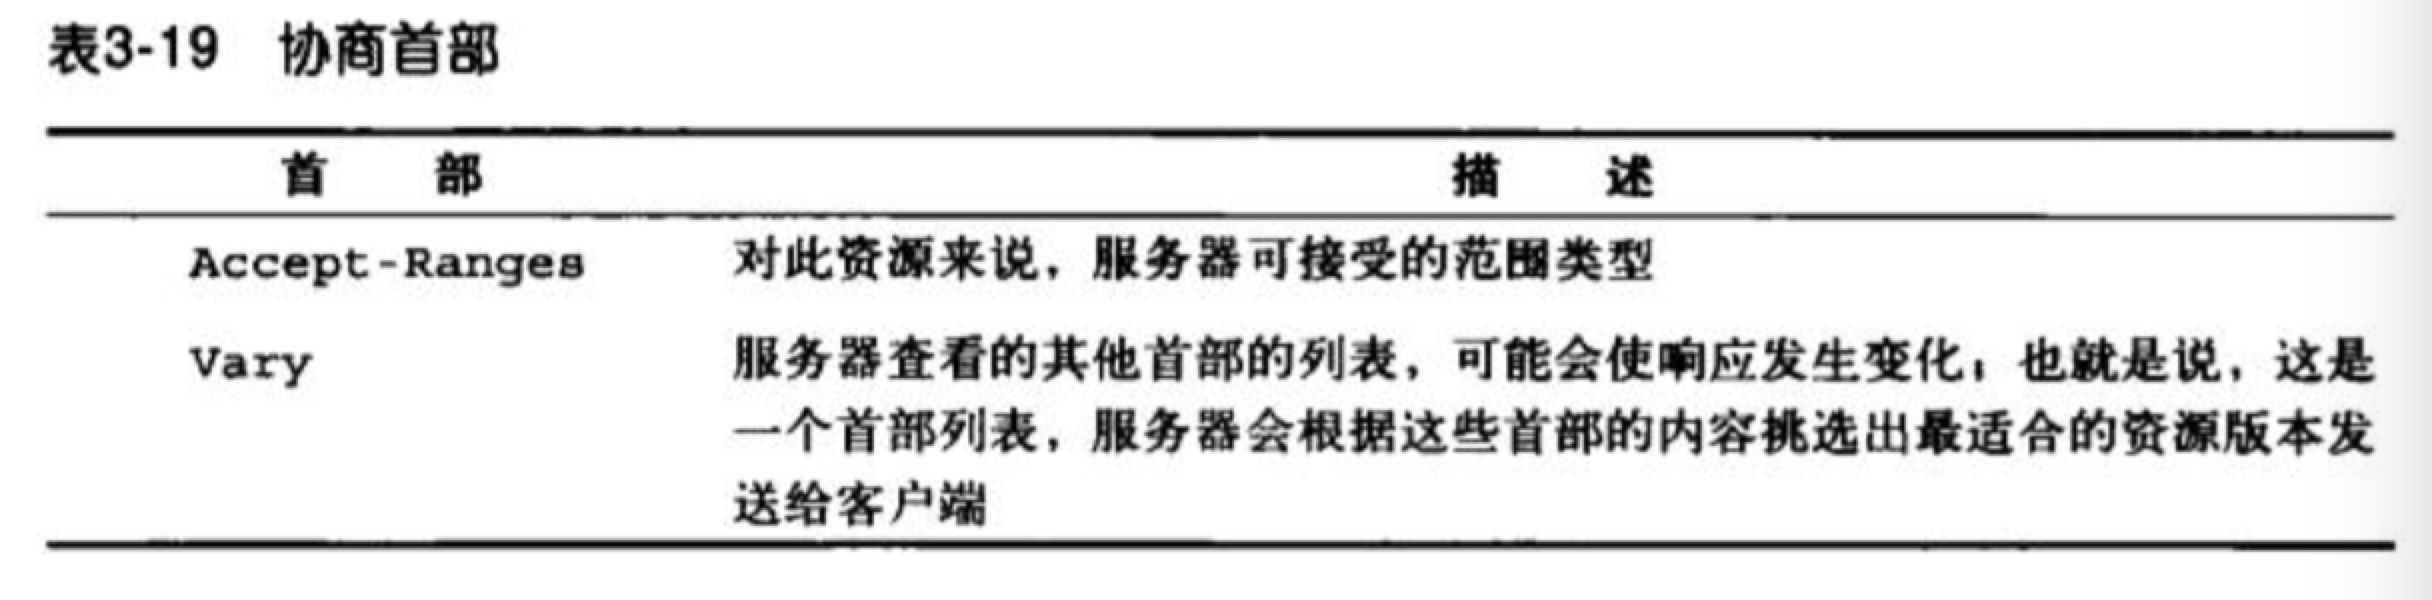 表3-19 协商首部
首 部 描 述
Accept-Ranges 对此资源来说，服务器可接受的范围类型
Vary 服务器查看的其他首部的列表，可能会使响应发生变化；也就是说，这是
一个首部列表，服务器会根据这些首部的内容挑选出最适合的资源版本发
送给客户端